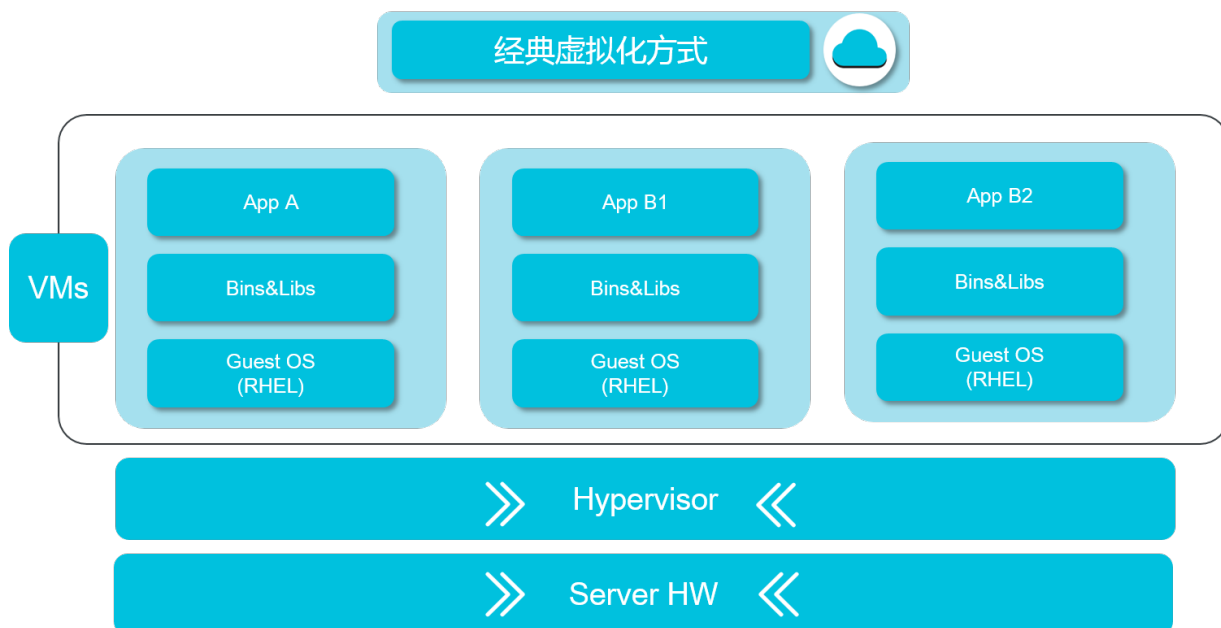 经典虚拟化方式
VMs
App A
Bins&Libs
Guest OS
(RHEL)
App B1
Bins&Libs
Guest OS
(RHEL)
App B2
Bins&Libs
Guest OS
(RHEL)
Hypervisor
Server HW